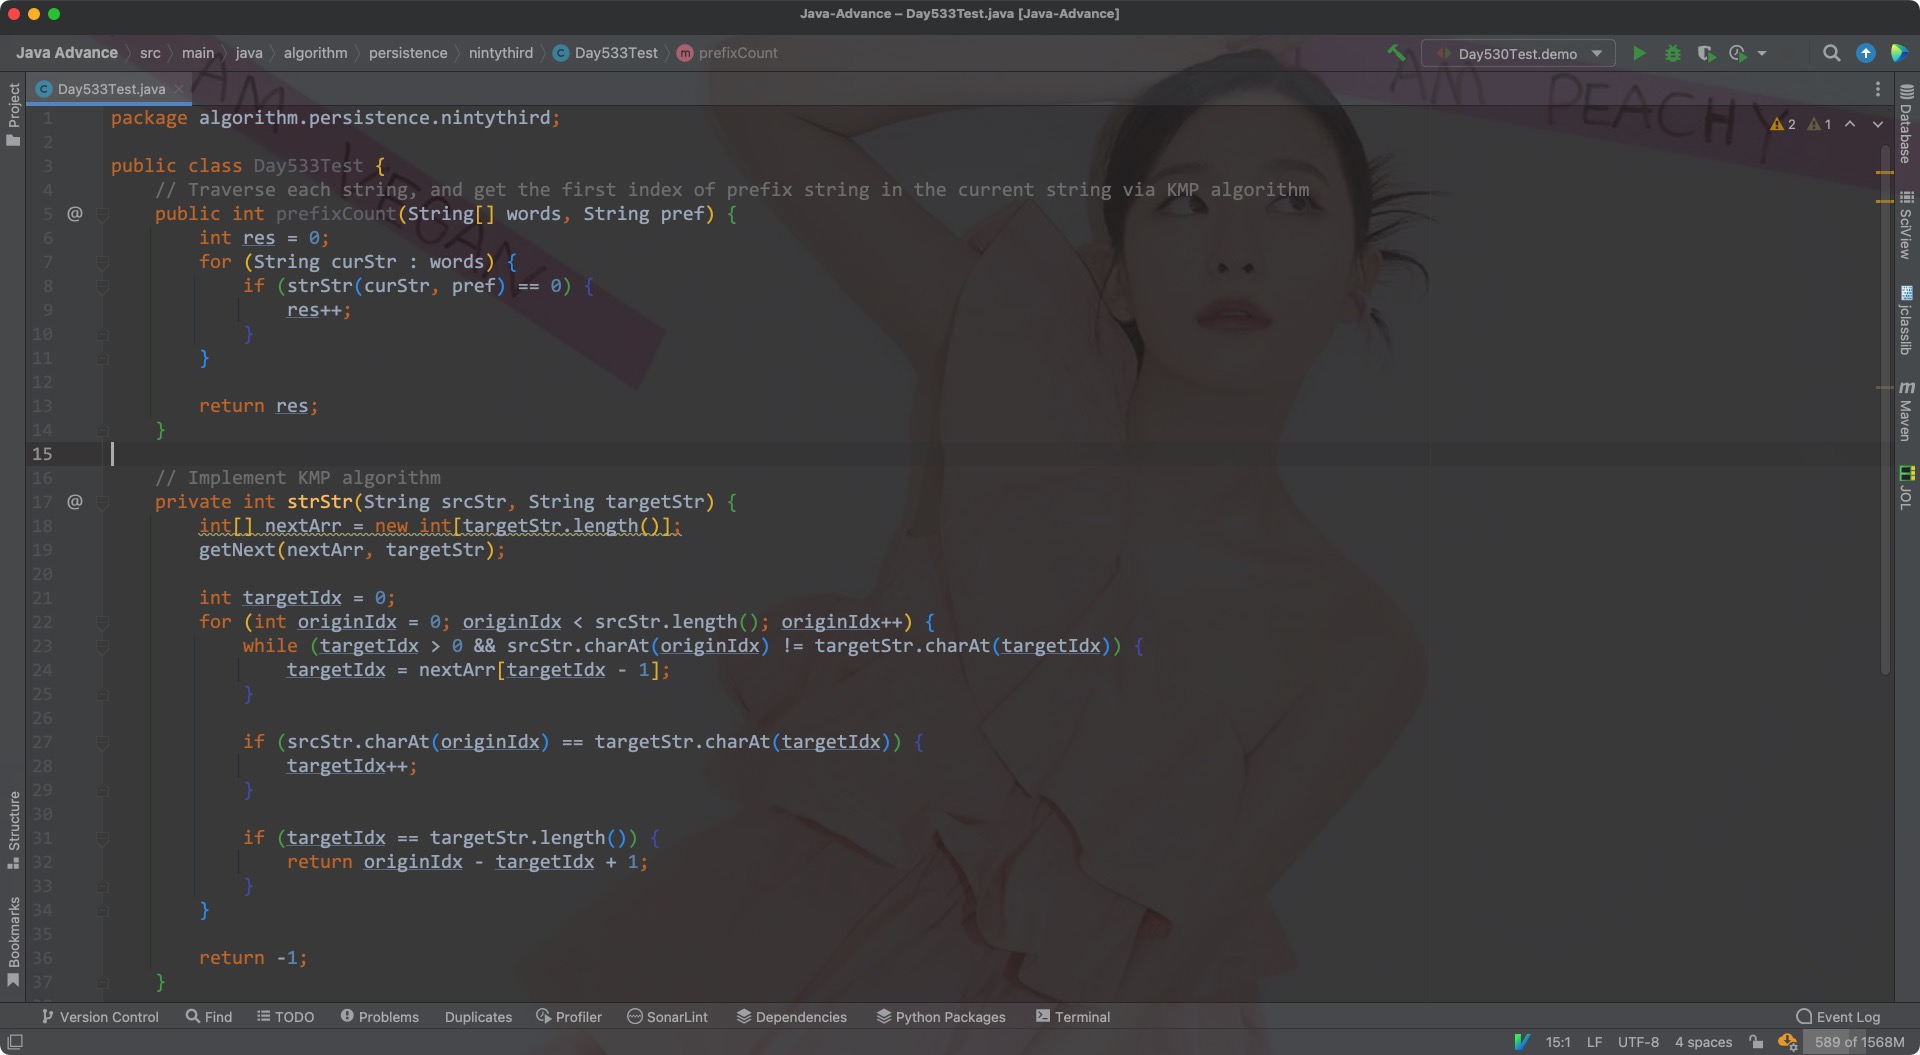 Java-Advance – Day533Test.java [Java-Advance]
Java Advance src main java algorithm persistence nintythird Day533Test prefixCount
Day530Test.demo
Day533Test.java
Project
Structure
Bookmarks
I AM VEGAN
AM PEACHY
2 1
1 package algorithm.persistence.nintythird;
2
3 public class Day533Test {
4 // Traverse each string, and get the first index of prefix string in the current string via KMP algorithm
5 @ public int prefixCount(String[] words, String pref) {
6 int res = 0;
7 for (String curStr : words) {
8 if (strStr(curStr, pref) == 0) {
9 res++;
10 }
11 }
12
13 return res;
14 }
15
16 // Implement KMP algorithm
17 @ private int strStr(String srcStr, String targetStr) {
18 int[] nextArr = new int[targetStr.length()];
19 getNext(nextArr, targetStr);
20
21 int targetIdx = 0;
22 for (int originIdx = 0; originIdx < srcStr.length(); originIdx++) {
23 while (targetIdx > 0 && srcStr.charAt(originIdx) != targetStr.charAt(targetIdx)) {
24 targetIdx = nextArr[targetIdx - 1];
25 }
26
27 if (srcStr.charAt(originIdx) == targetStr.charAt(targetIdx)) {
28 targetIdx++;
29 }
30
31 if (targetIdx == targetStr.length()) {
32 return originIdx - targetIdx + 1;
33 }
34 }
35
36 return -1;
37 }
Database
SciView
jclasslib
Maven
JOL
Version Control Find TODO Problems Duplicates Profiler SonarLint Dependencies Python Packages Terminal Event Log
15:1 LF UTF-8 4 spaces 589 of 1568M